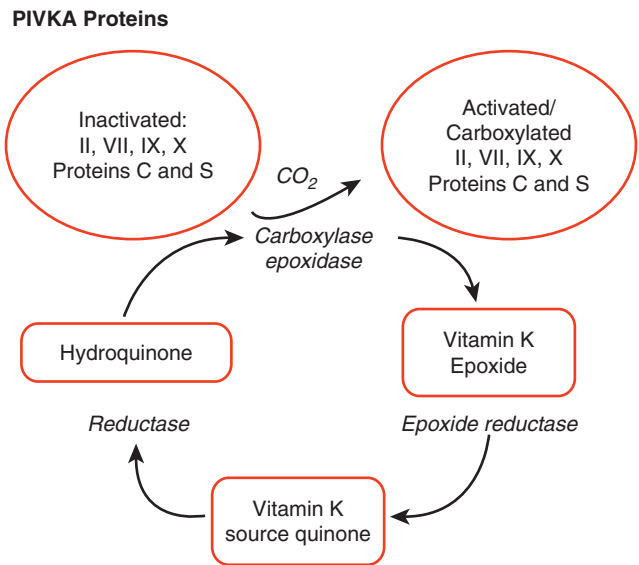 PIVKA Proteins
Inactivated:
II, VII, IX, X
Proteins C and S
Activated/
Carboxylated
II, VII, IX, X
Proteins C and S
CO2
Carboxylase
epoxidase
Hydroquinone
Vitamin K
Epoxide
Reductase
Epoxide reductase
Vitamin K
source quinone